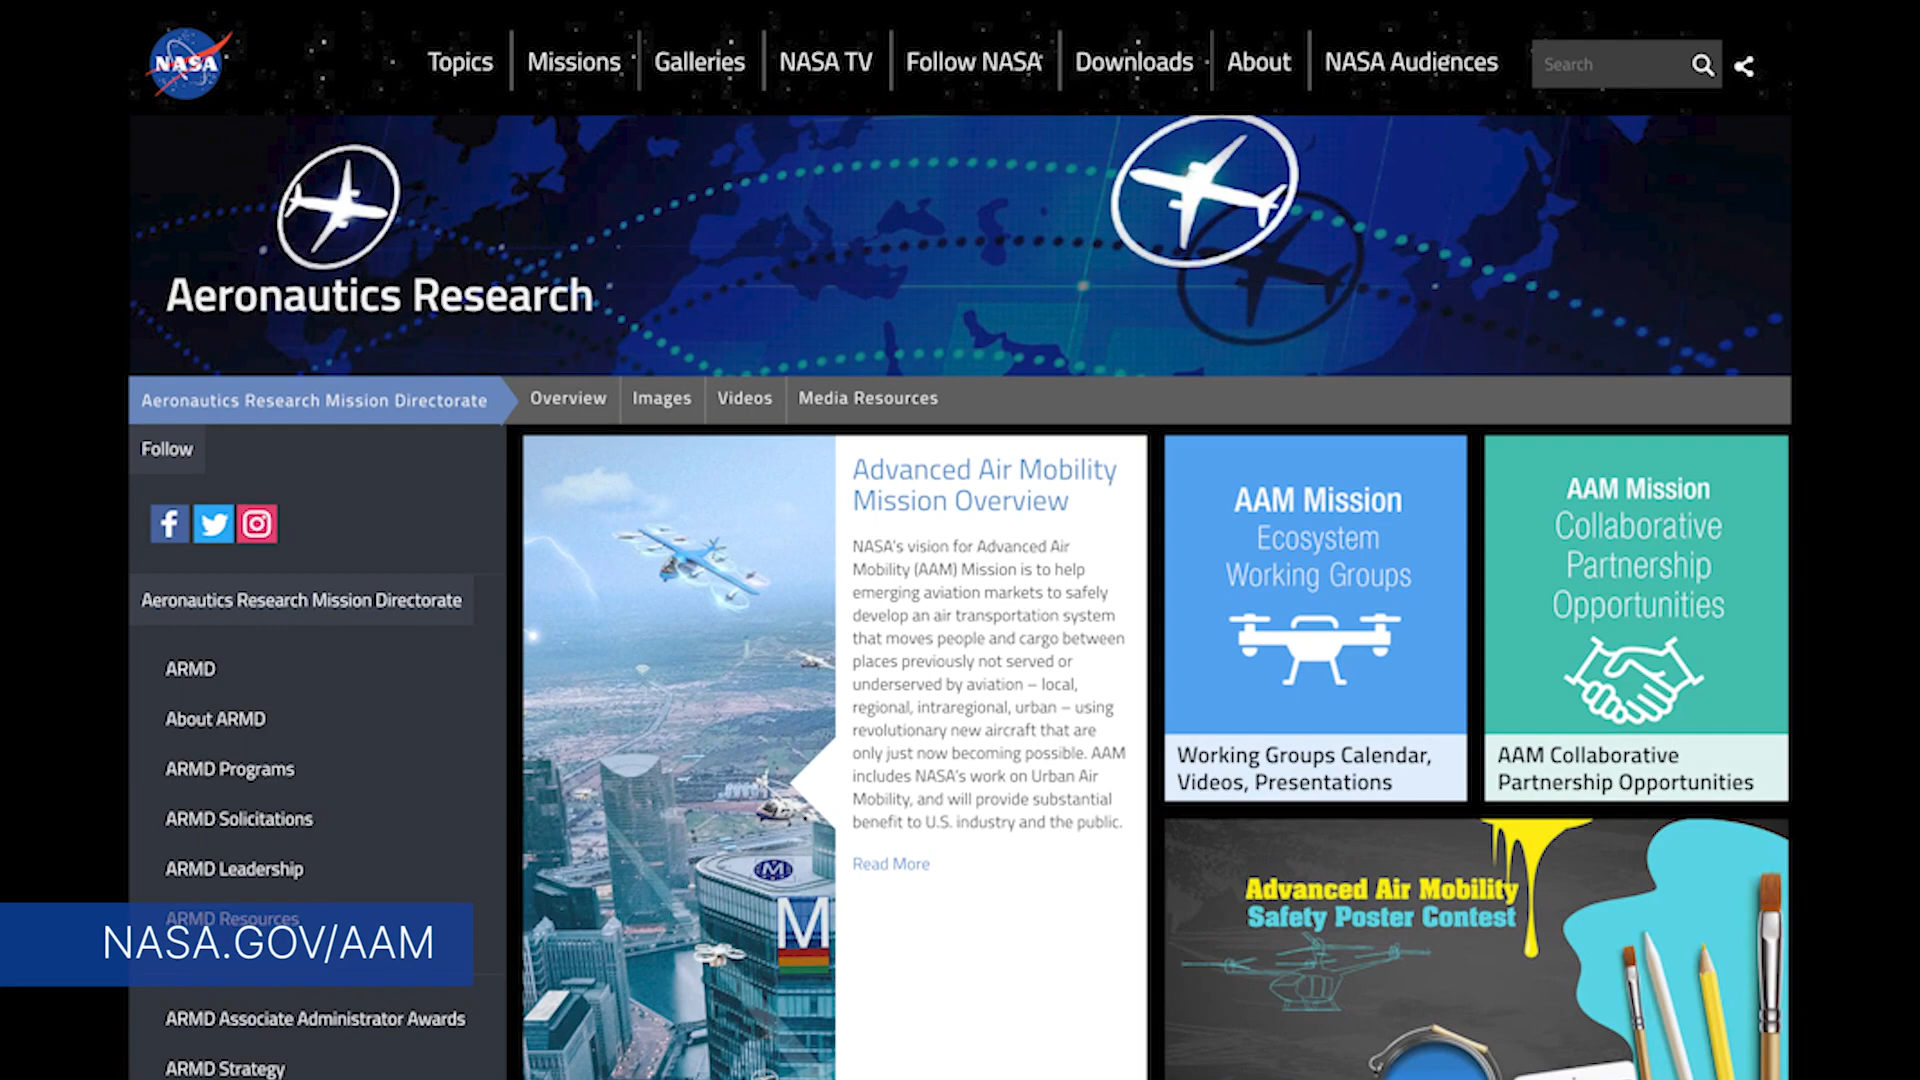 NASA
Topics
Missions
Galleries
NASA TV
Follow NASA
Downloads
About
NASA Audiences
Search
Aeronautics Research
Aeronautics Research Mission Directorate
Overview
Images
Videos
Media Resources
Follow
Aeronautics Research Mission Directorate
ARMD
About ARMD
ARMD Programs
ARMD Solicitations
ARMD Leadership
ARMD Resources
NASA.GOV/AAM
ARMD Associate Administrator Awards
ARMD Strategy
M
M
Advanced Air Mobility
Mission Overview
NASA's vision for Advanced Air
Mobility (AAM) Mission is to help
emerging aviation markets to safely
develop an air transportation system
that moves people and cargo between
places previously not served or
underserved by aviation – local,
regional, intraregional, urban – using
revolutionary new aircraft that are
only just now becoming possible. AAM
includes NASA's work on Urban Air
Mobility, and will provide substantial
benefit to U.S. industry and the public.
Read More
AAM Mission
Ecosystem
Working Groups
Working Groups Calendar,
Videos, Presentations
AAM Mission
Collaborative
Partnership
Opportunities
AAM Collaborative
Partnership Opportunities
Advanced Air Mobility
Safety Poster Contest